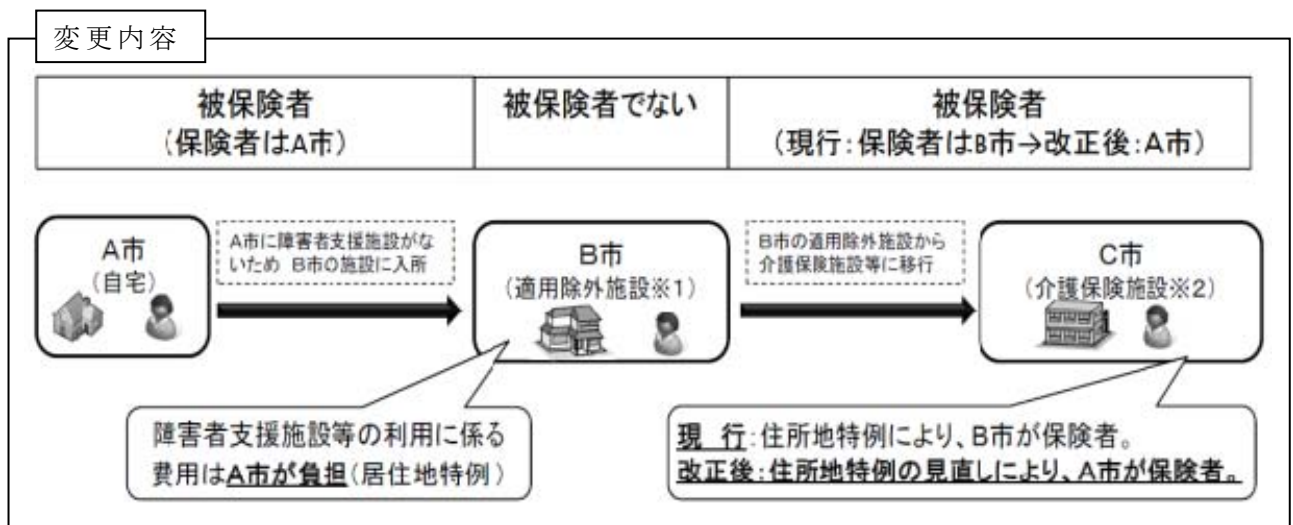 変更内容
被保険者
(保険者はA市)
被保険者でない
被保険者
(現行:保険者はB市→改正後:A市)
A市
(自宅)
A市に障害者支援施設がな
いため B市の施設に入所
B市
(適用除外施設※1)
B市の適用除外施設から
介護保険施設等に移行
C市
(介護保険施設※2)
障害者支援施設等の利用に係る
費用はA市が負担(居住地特例)
現 行:住所地特例により、B市が保険者。
改正後:住所地特例の見直しにより、A市が保険者。